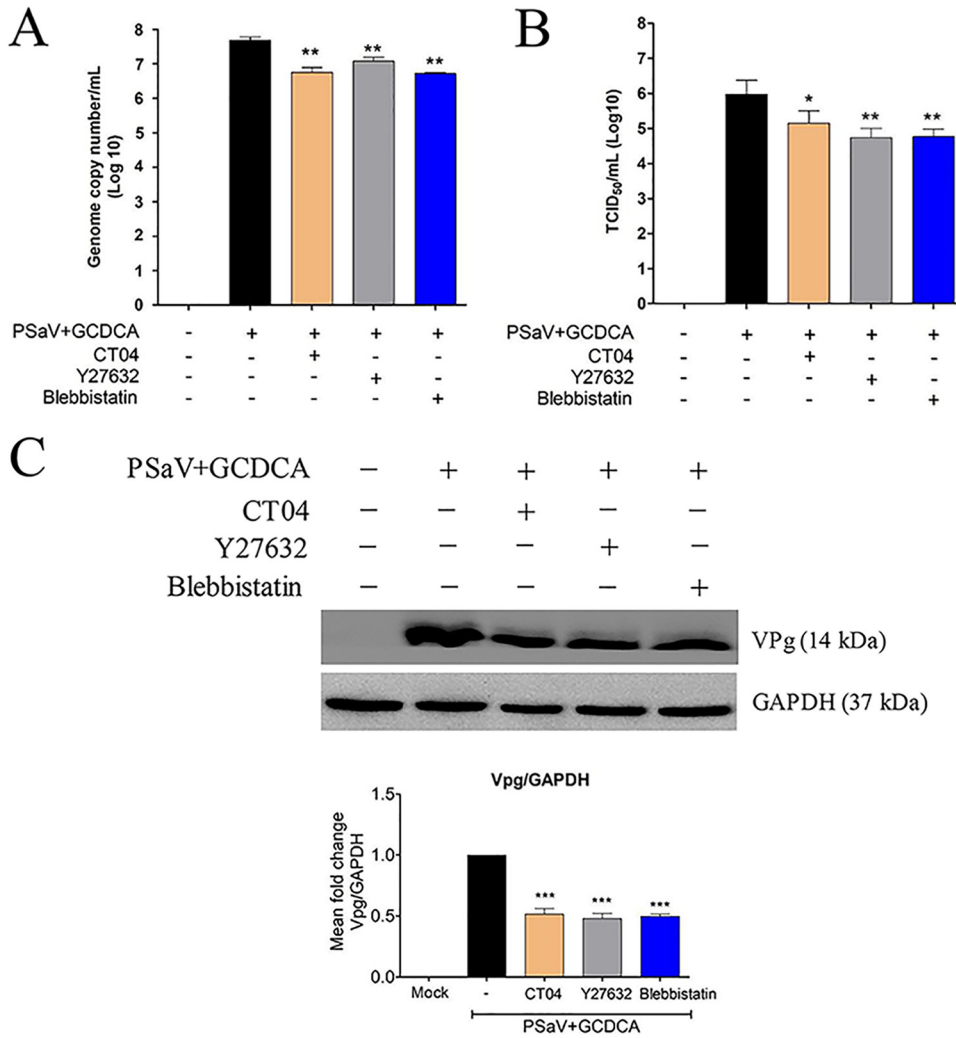 A
8
7
6
5
4
3
2
1
0
Genome copy number/mL
(Log 10)
** ** **
PSaV+GCDCA - + + + +
CT04 - - + - -
Y27632 - - - + -
Blebbistatin - - - - +
B
8
7
6
5
4
3
2
1
0
TCID50/mL (Log10)
* ** **
PSaV+GCDCA - + + + +
CT04 - - + - -
Y27632 - - - + -
Blebbistatin - - - - +
C
PSaV+GCDCA − + + + +
CT04 − − + − −
Y27632 − − − + −
Blebbistatin − − − − +
VPg (14 kDa)
GAPDH (37 kDa)
Vpg/GAPDH
Mean fold change
Vpg/GAPDH
1.5
1.0
0.5
0.0
*** *** ***
Mock - CT04 Y27632 Blebbistatin
PSaV+GCDCA